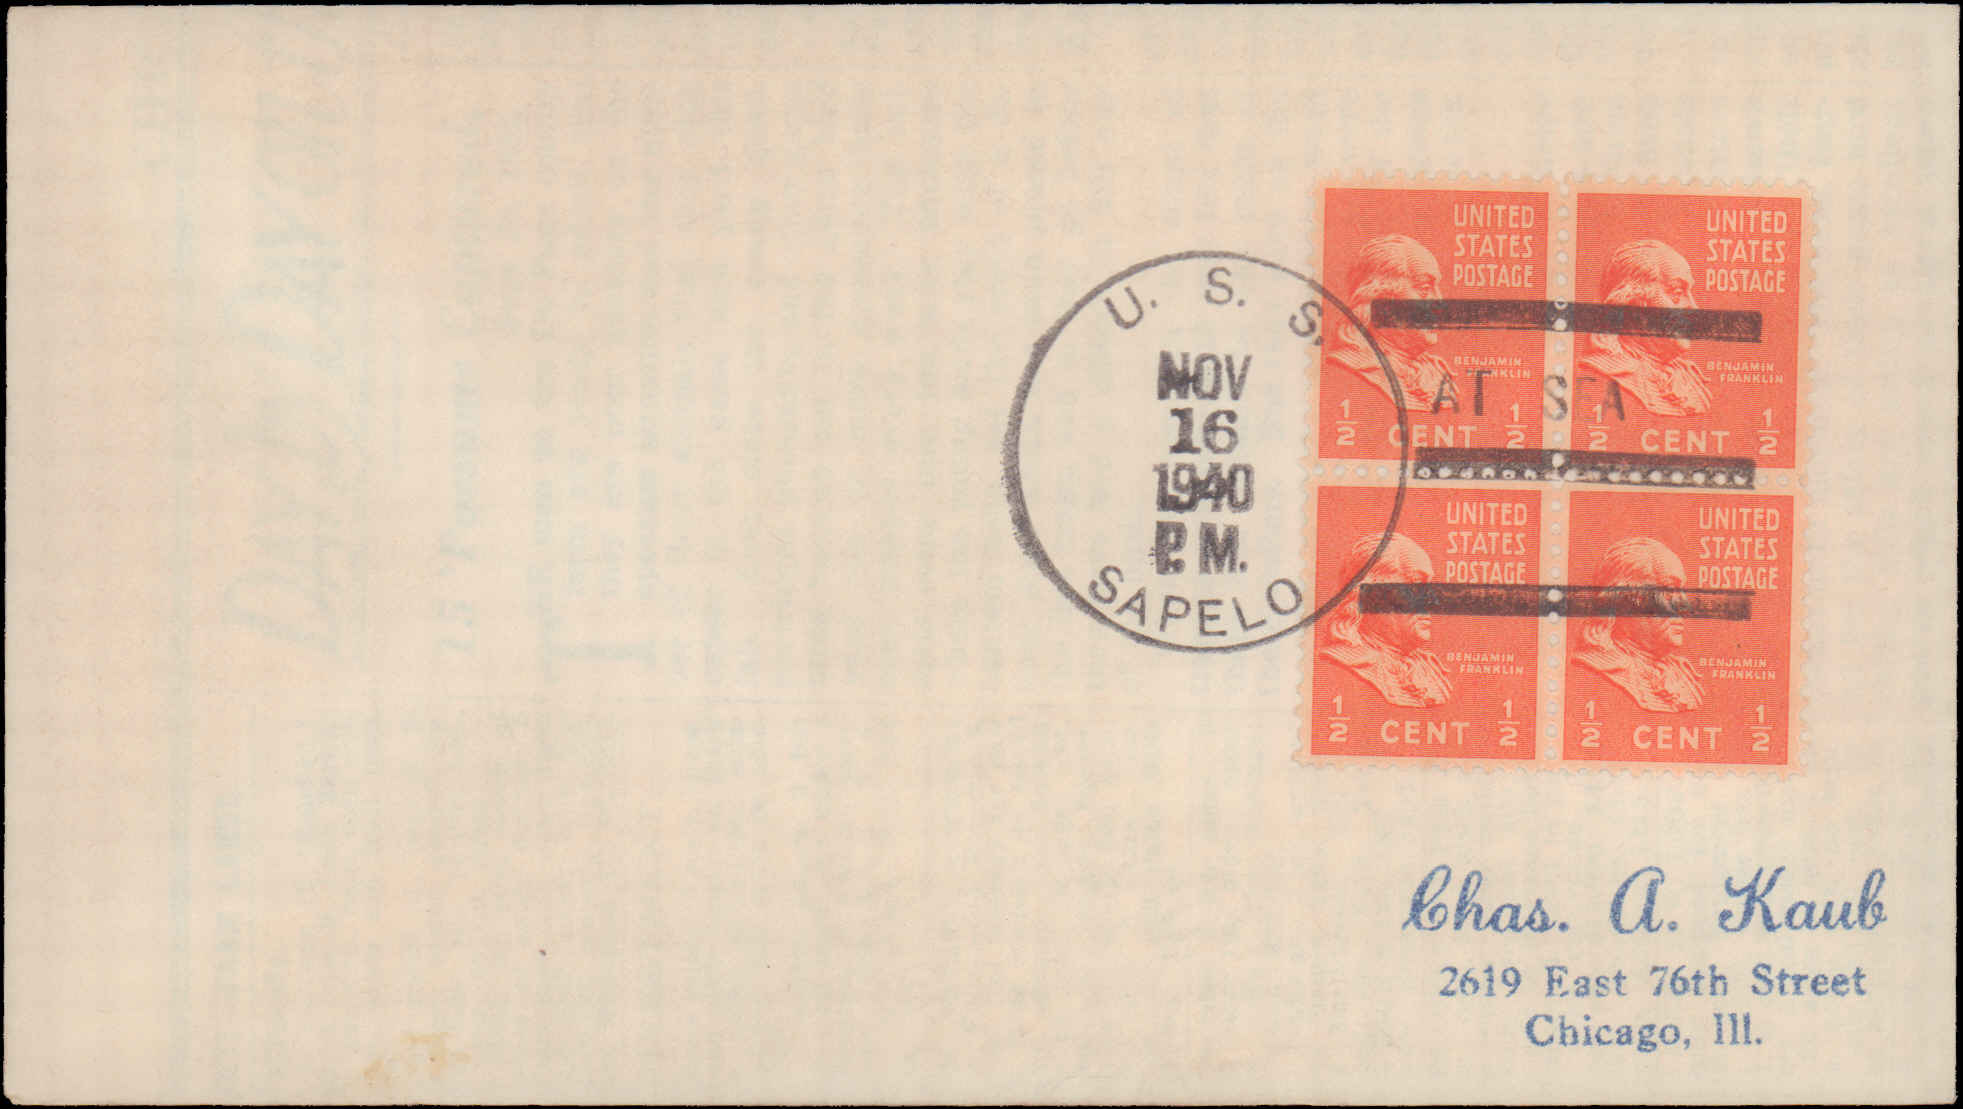 U. S. S.
NOV
16
1940
P.M.
SAPELO
AT SEA
UNITED
STATES
POSTAGE
BENJAMIN
FRANKLIN
1/2 CENT 1/2
UNITED
STATES
POSTAGE
BENJAMIN
FRANKLIN
1/2 CENT 1/2
UNITED
STATES
POSTAGE
BENJAMIN
FRANKLIN
1/2 CENT 1/2
UNITED
STATES
POSTAGE
BENJAMIN
FRANKLIN
1/2 CENT 1/2
Chas. A. Kaub
2619 East 76th Street
Chicago, Ill.